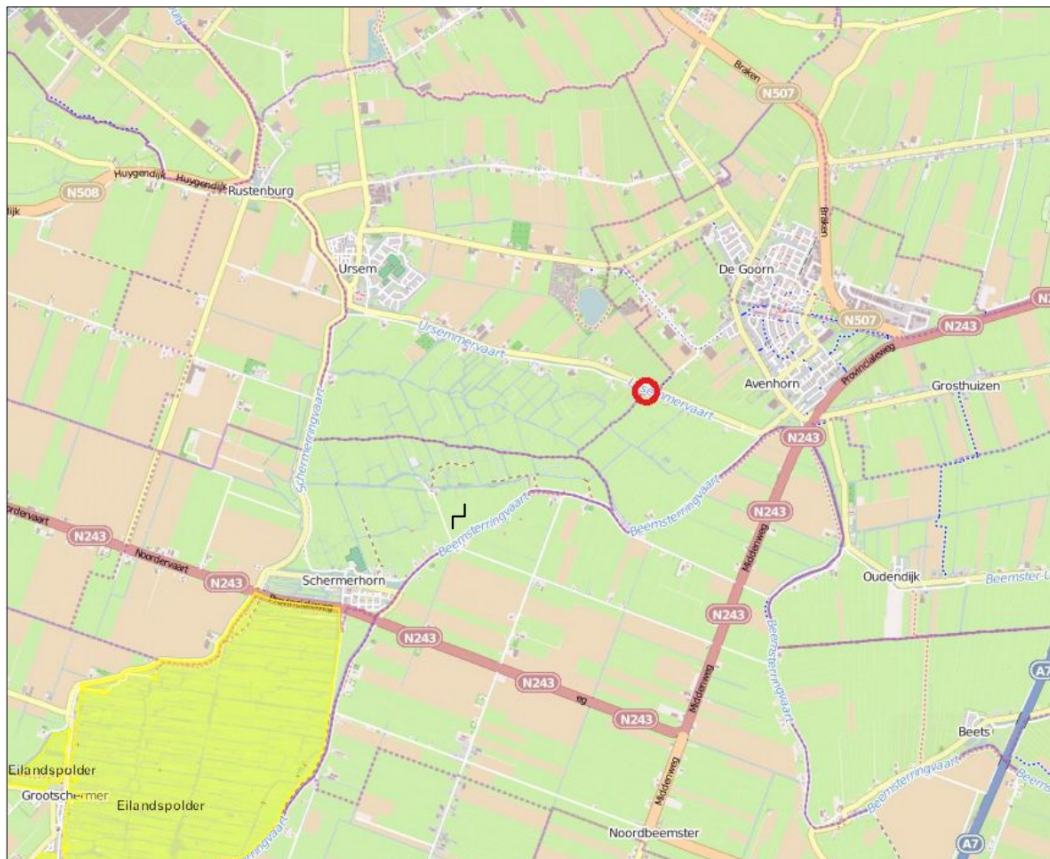 Braken
N507
Huygendijk
Huygendijk
N508
Rustenburg
Braken
Ursem
De Goorn
N507
N243
Ursemmervaart
Provincialeweg
Avenhorn
Grosthuizen
Schermerringvaart
N243
Beemsterringvaart
Beemsterringvaart
N243
Middenweg
N243
Noordervaart
N243
Schermerhorn
Oudendijk
N243
Beemsterringvaart
N243
N243
N243
Middenweg
A7
Beets
Eilandspolder
Grootschermer
Eilandspolder
Middenweg
Beemsterringvaart
Beemsterringvaart
Noordbeemster
A7